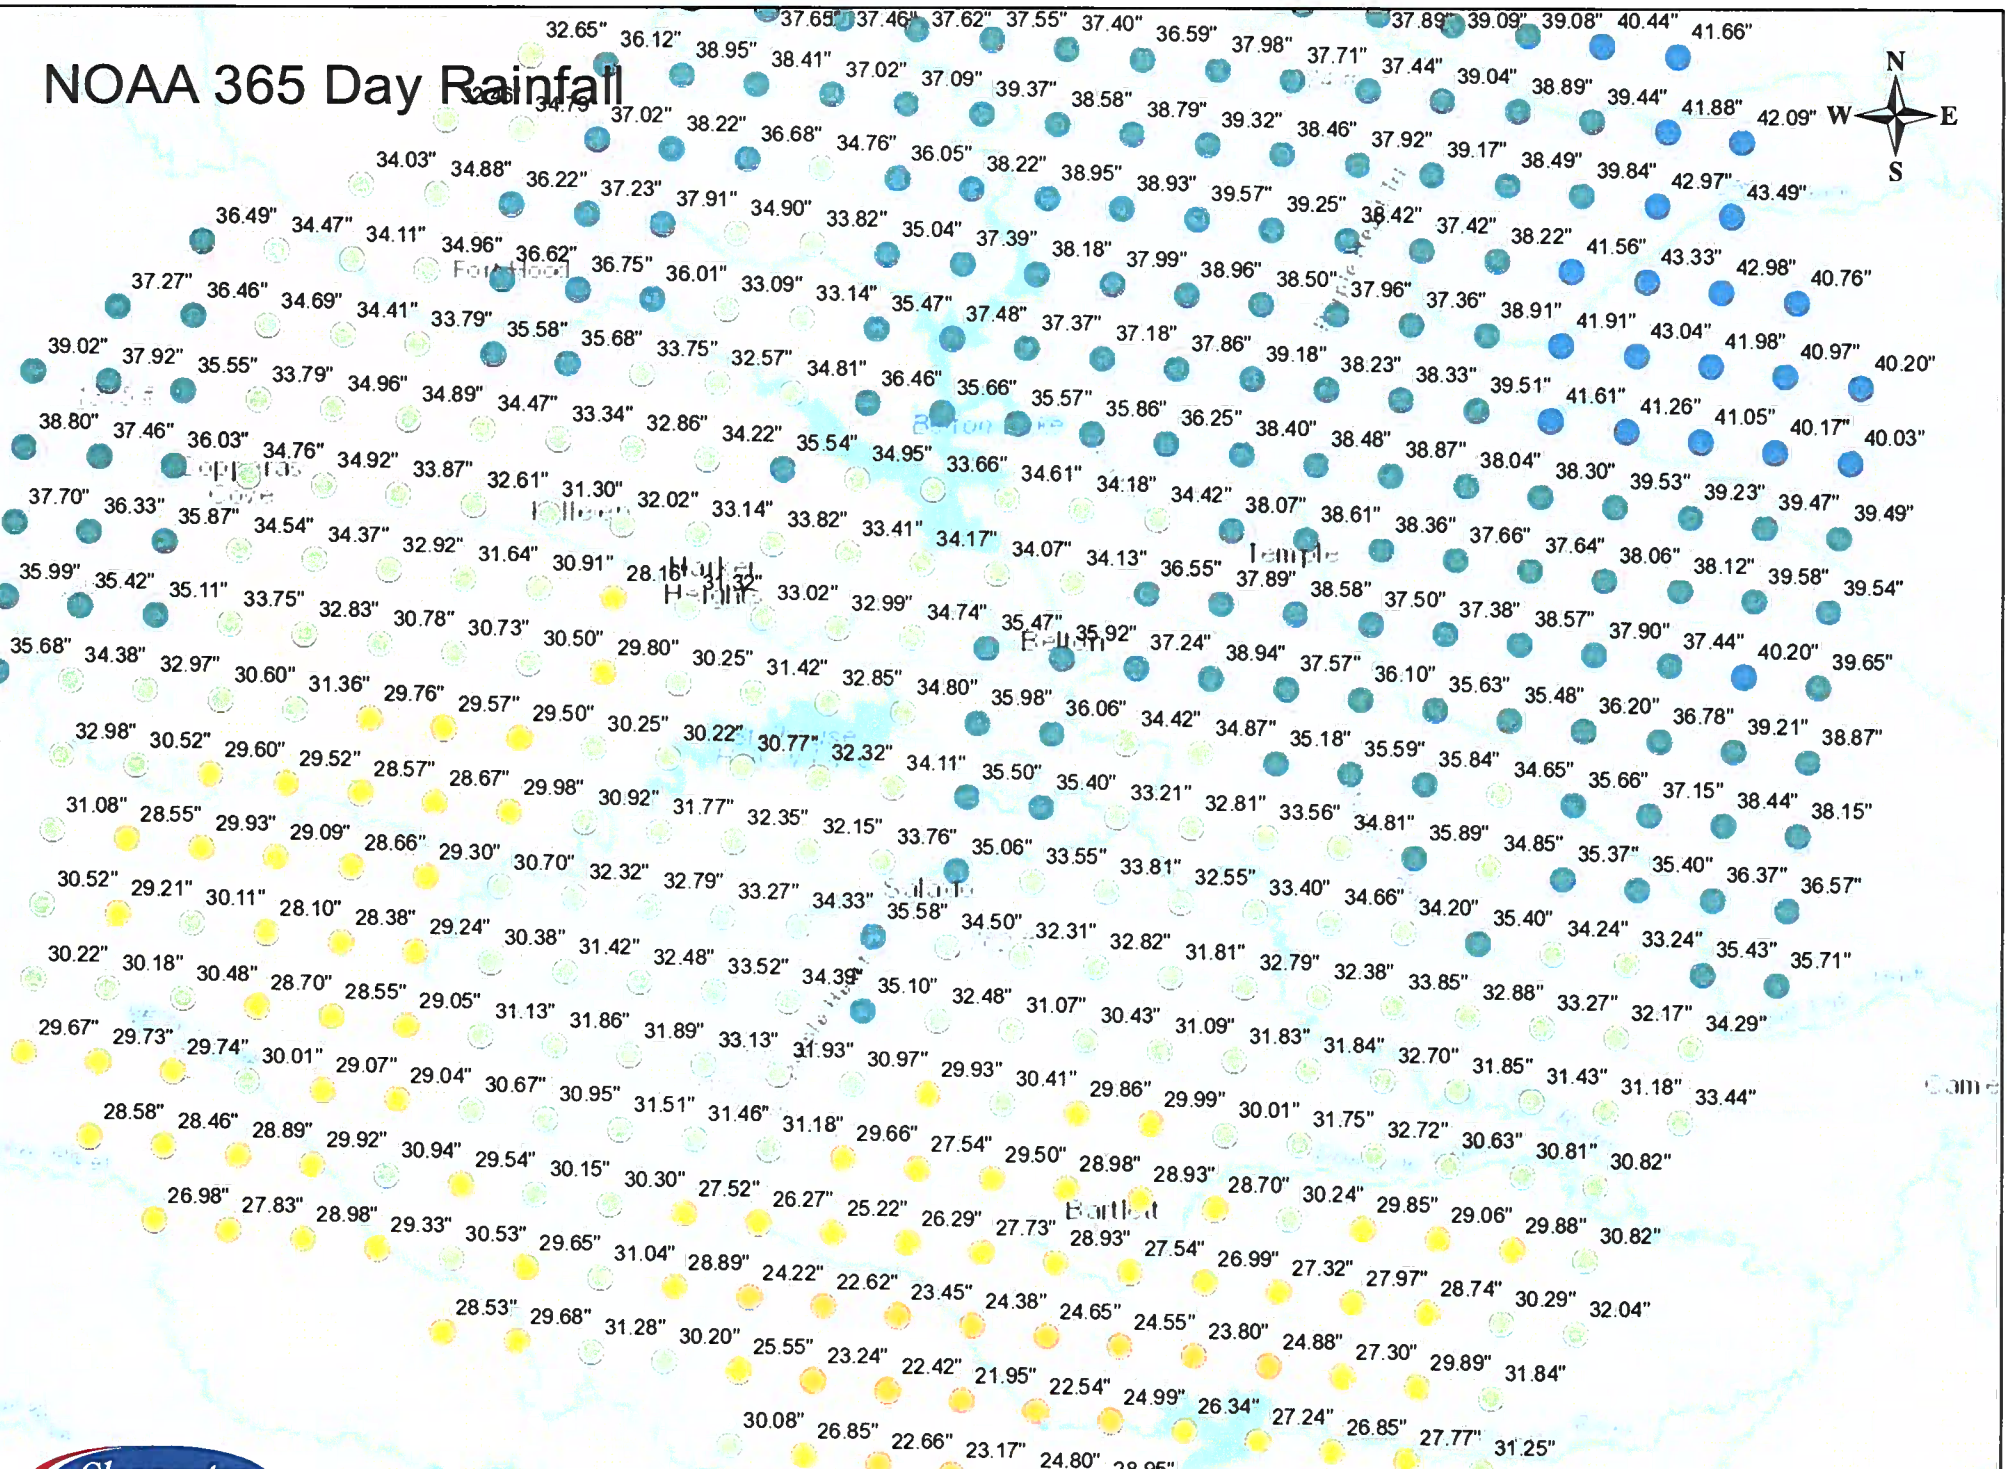 NOAA 365 Day Rainfall
N
W E
S
37.65" 37.46" 37.62" 37.55" 37.40" 36.59" 37.98" 37.71" 37.44" 39.04" 38.89" 39.44" 41.88" 42.09"
37.89" 39.09" 39.08" 40.44" 41.66"
32.65" 36.12" 38.95" 38.41" 37.02" 37.09" 39.37" 38.58" 38.79" 39.32" 38.46" 37.92" 39.17" 38.49" 39.84" 42.97" 43.49"
34.79" 37.02" 38.22" 36.68" 34.76" 36.05" 38.22" 38.95" 38.93" 39.57" 39.25" 38.42" 37.42" 38.22" 41.56" 43.33" 42.98" 40.76"
34.03" 34.88" 36.22" 37.23" 37.91" 34.90" 33.82" 35.04" 37.39" 38.18" 37.99" 38.96" 38.50" 37.96" 37.36" 38.91" 41.91" 43.04" 41.98" 40.97" 40.20"
36.49" 34.47" 34.11" 34.96" 36.62" 36.75" 36.01" 33.09" 33.14" 35.47" 37.48" 37.37" 37.18" 37.86" 39.18" 38.23" 38.33" 39.51" 41.61" 41.26" 41.05" 40.17" 40.03"
Fort Hood
37.27" 36.46" 34.69" 34.41" 33.79" 35.58" 35.68" 33.75" 32.57" 34.81" 36.46" 35.66" 35.57" 35.86" 36.25" 38.40" 38.48" 38.87" 38.04" 38.30" 39.53" 39.23" 39.47" 39.49"
39.02" 37.92" 35.55" 33.79" 34.96" 34.89" 34.47" 33.34" 32.86" 34.22" 35.54" 34.95" 33.66" 34.61" 34.18" 34.42" 38.07" 38.61" 38.36" 37.66" 37.64" 38.06" 38.12" 39.58" 39.54"
Belton Lake
38.80" 37.46" 36.03" 34.76" 34.92" 33.87" 32.61" 31.30" 32.02" 33.14" 33.82" 33.41" 34.17" 34.07" 34.13" 36.55" 37.89" 38.58" 37.50" 37.38" 38.57" 37.90" 37.44" 40.20" 39.65"
Copperas
Cove
Killeen
Temple
37.70" 36.33" 35.87" 34.54" 34.37" 32.92" 31.64" 30.91" 28.16" 31.32" 33.02" 32.99" 34.74" 35.47" 35.92" 37.24" 38.94" 37.57" 36.10" 35.63" 35.48" 36.20" 36.78" 39.21" 38.87"
Harker
Heights
Belton
35.99" 35.42" 35.11" 33.75" 32.83" 30.78" 30.73" 30.50" 29.80" 30.25" 31.42" 32.85" 34.80" 35.98" 36.06" 34.42" 34.87" 35.18" 35.59" 35.84" 34.65" 35.66" 37.15" 38.44" 38.15"
35.68" 34.38" 32.97" 30.60" 31.36" 29.76" 29.57" 29.50" 30.25" 30.22" 30.77" 32.32" 34.11" 35.50" 35.40" 33.21" 32.81" 33.56" 34.81" 35.89" 34.85" 35.37" 35.40" 36.37" 36.57"
32.98" 30.52" 29.60" 29.52" 28.57" 28.67" 29.98" 30.92" 31.77" 32.35" 32.15" 33.76" 35.06" 33.55" 33.81" 32.55" 33.40" 34.66" 34.20" 35.40" 34.24" 33.24" 35.43" 35.71"
Salado
31.08" 28.55" 29.93" 29.09" 28.66" 29.30" 30.70" 32.32" 32.79" 33.27" 34.33" 35.58" 34.50" 32.31" 32.82" 31.81" 32.79" 32.38" 33.85" 32.88" 33.27" 32.17" 34.29"
30.52" 29.21" 30.11" 28.10" 28.38" 29.24" 30.38" 31.42" 32.48" 33.52" 34.39" 35.10" 32.48" 31.07" 30.43" 31.09" 31.83" 31.84" 32.70" 31.85" 31.43" 31.18" 33.44"
30.22" 30.18" 30.48" 28.70" 28.55" 29.05" 31.13" 31.86" 31.89" 33.13" 31.93" 30.97" 29.93" 30.41" 29.86" 29.99" 30.01" 31.75" 32.72" 30.63" 30.81" 30.82"
29.67" 29.73" 29.74" 30.01" 29.07" 29.04" 30.67" 30.95" 31.51" 31.46" 31.18" 29.66" 27.54" 29.50" 28.98" 28.93" 28.70" 30.24" 29.85" 29.06" 29.88" 30.82"
Bartlett
28.58" 28.46" 28.89" 29.92" 30.94" 29.54" 30.15" 30.30" 27.52" 26.27" 25.22" 26.29" 27.73" 28.93" 27.54" 26.99" 27.32" 27.97" 28.74" 30.29" 32.04"
26.98" 27.83" 28.98" 29.33" 30.53" 29.65" 31.04" 28.89" 24.22" 22.62" 23.45" 24.38" 24.65" 24.55" 23.80" 24.88" 27.30" 29.89" 31.84"
28.53" 29.68" 31.28" 30.20" 25.55" 23.24" 22.42" 21.95" 22.54" 24.99" 26.34" 27.24" 26.85" 27.77" 31.25"
30.08" 26.85" 22.66" 23.17" 24.80" 28.95"